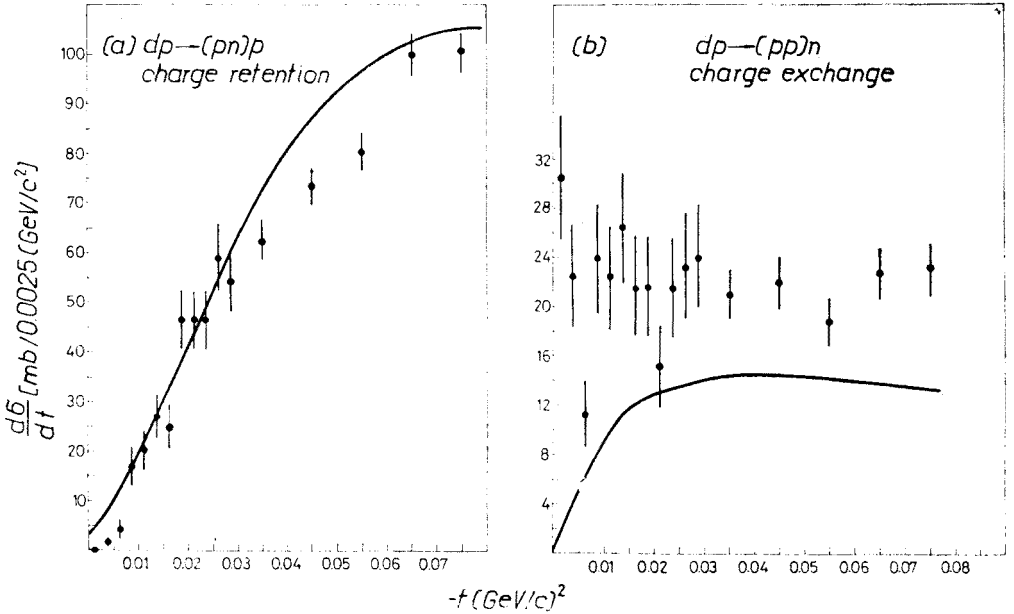 (a) dp→(pn)p
charge retention
(b) dp→(pp)n
charge exchange
dσ/dt [mb/0.0025(GeV/c²]
100
90
80
70
60
50
40
30
20
10
32
28
24
20
16
12
8
4
0.01 0.02 0.03 0.04 0.05 0.06 0.07
0.01 0.02 0.03 0.04 0.05 0.06 0.07 0.08
-t(GeV/c)²